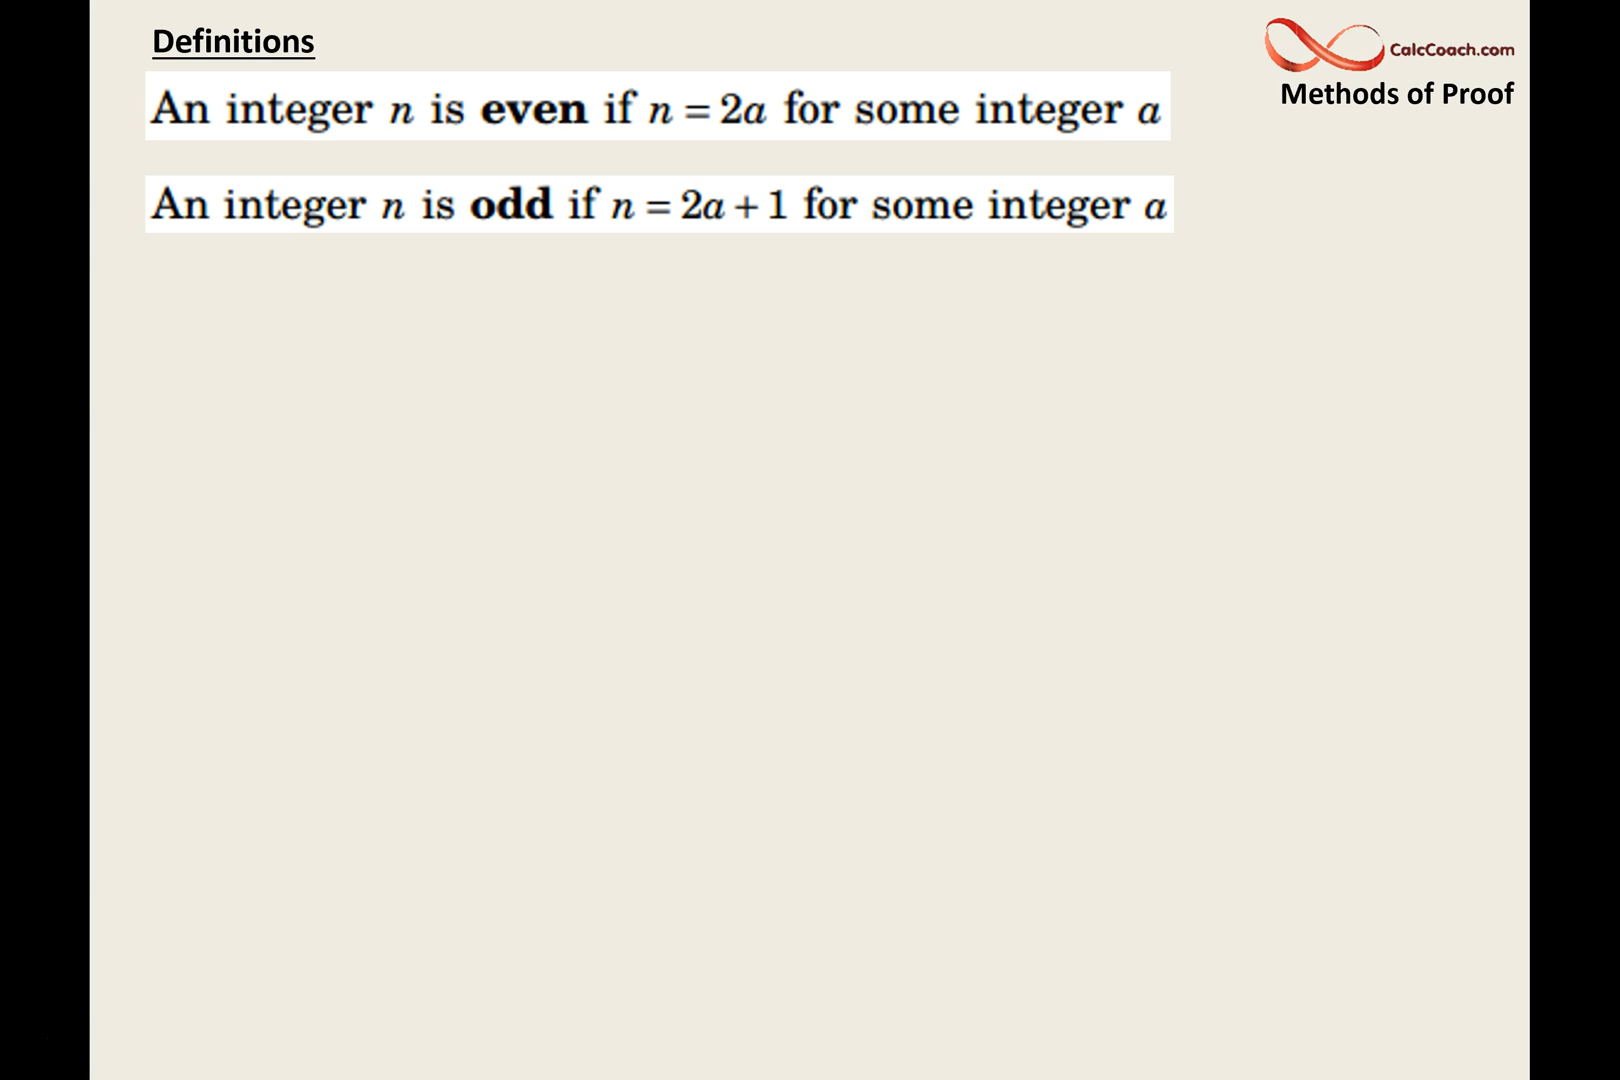 Definitions
CalcCoach.com
Methods of Proof
An integer n is even if n = 2a for some integer a
An integer n is odd if n = 2a + 1 for some integer a